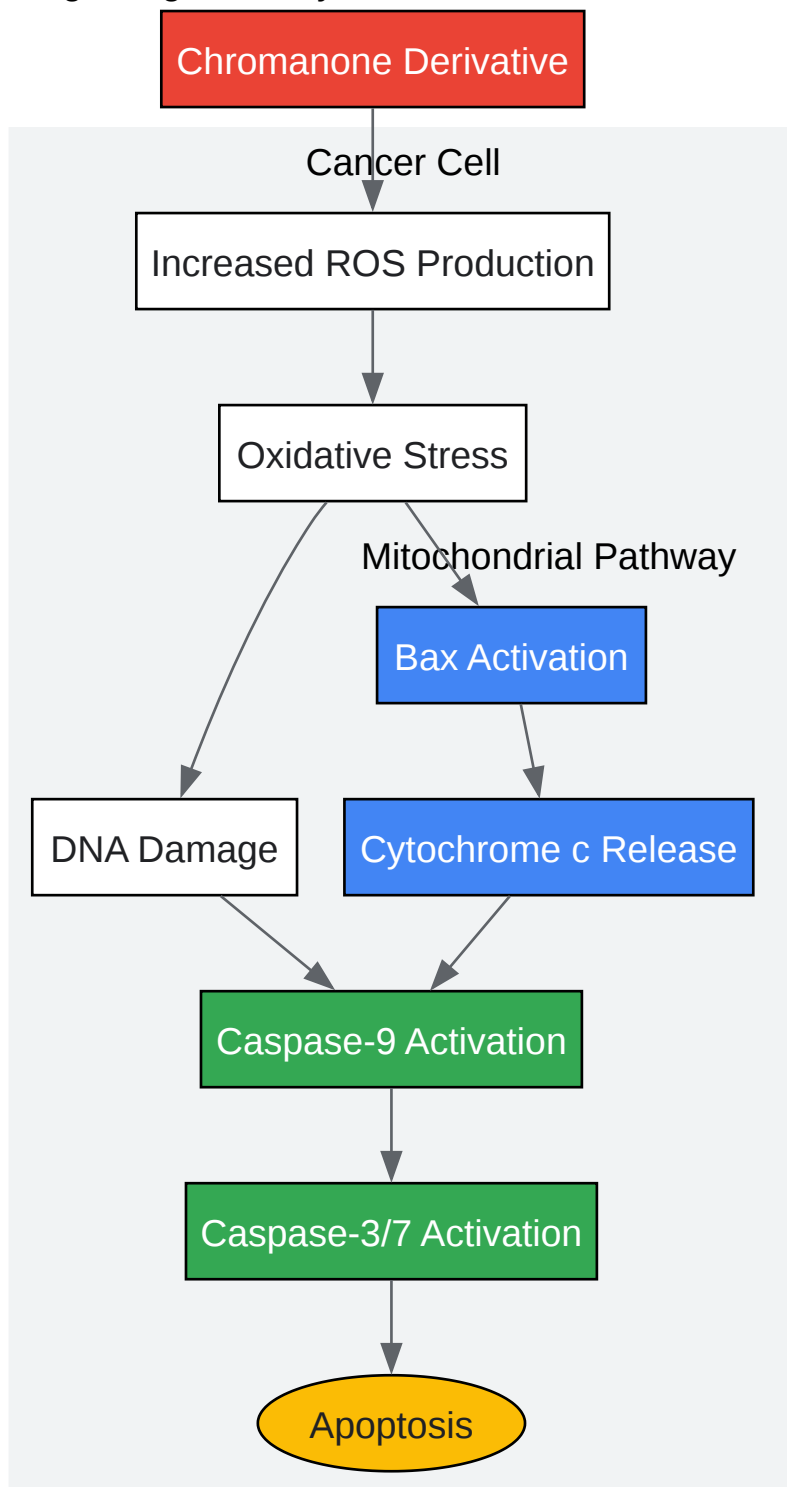 Chromanone Derivative
Cancer Cell
Increased ROS Production
Oxidative Stress
Mitochondrial Pathway
Bax Activation
DNA Damage
Cytochrome c Release
Caspase-9 Activation
Caspase-3/7 Activation
Apoptosis